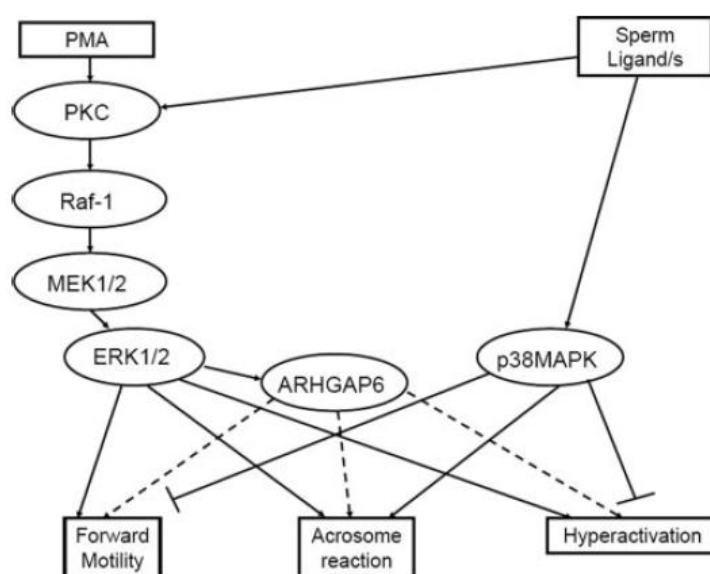 PMA
Sperm
Ligand/s
PKC
Raf-1
MEK1/2
ERK1/2
ARHGAP6
p38MAPK
Forward
Motility
Acrosome
reaction
Hyperactivation